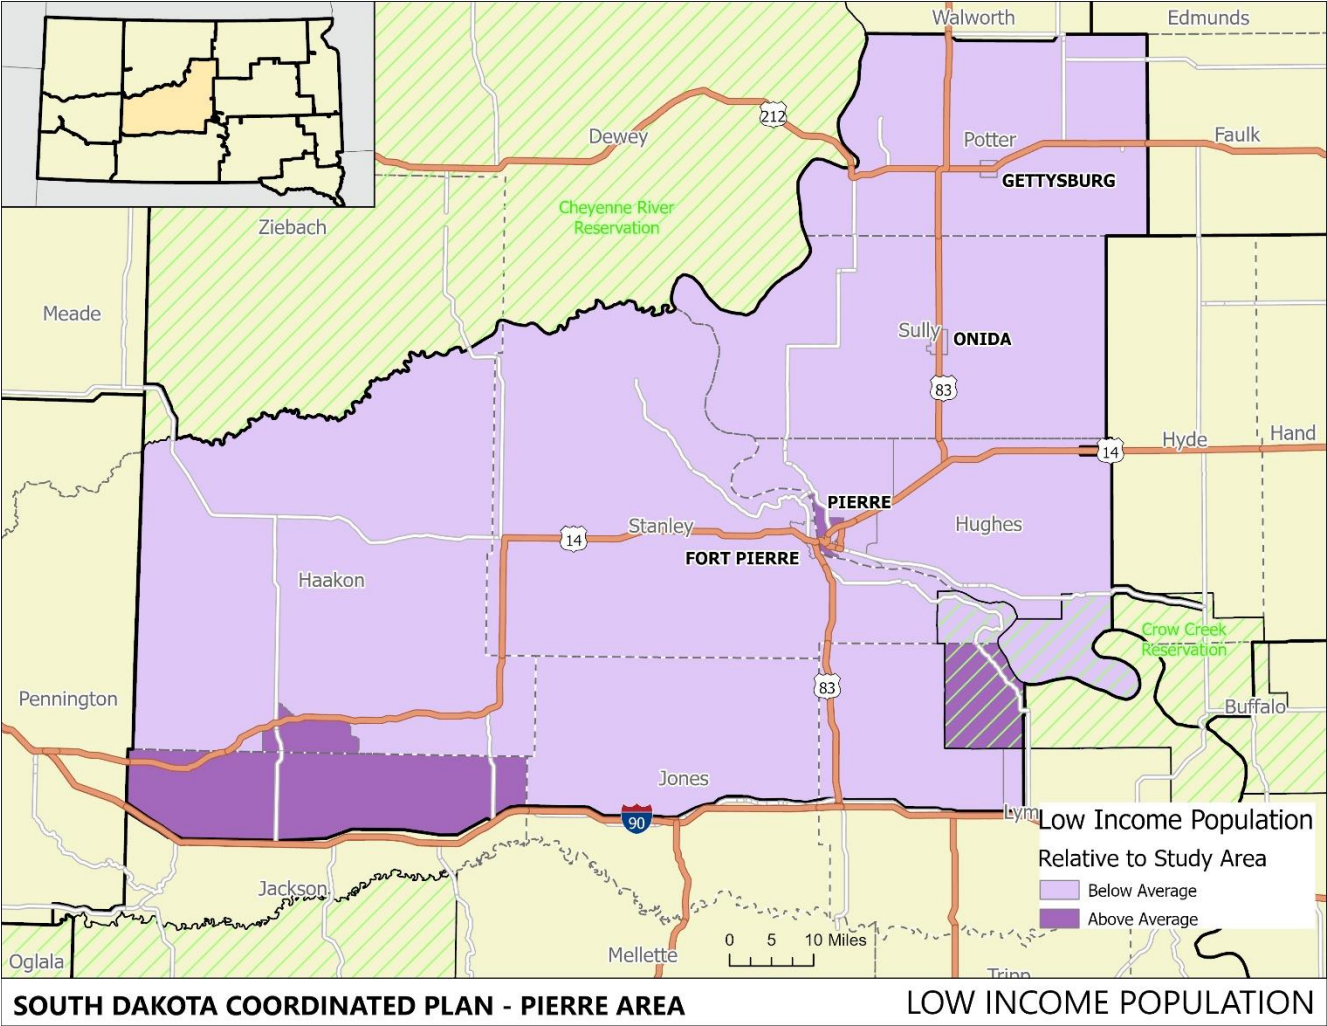 Walworth
Edmunds
212
Dewey
Potter
Faulk
GETTYSBURG
Cheyenne River
Reservation
Ziebach
Meade
Sully
ONIDA
83
14
Hyde
Hand
PIERRE
Stanley
Hughes
14
FORT PIERRE
Haakon
Crow Creek
Reservation
Pennington
83
Buffalo
Jones
90
Lym
Low Income Population
Relative to Study Area
Below Average
Above Average
Jackson
0 5 10 Miles
Mellette
Oglala
Tripp
SOUTH DAKOTA COORDINATED PLAN - PIERRE AREA
LOW INCOME POPULATION